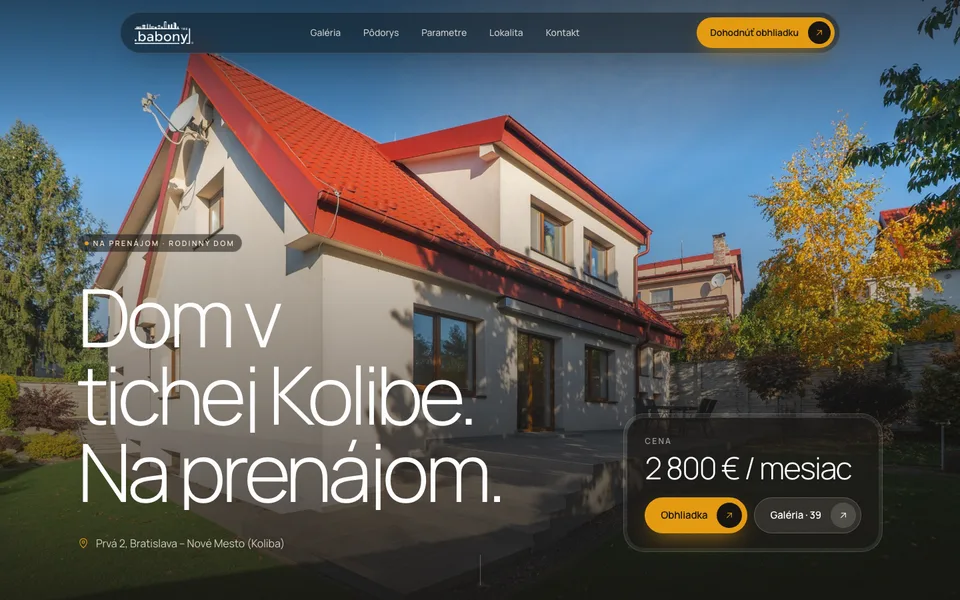 .babony.
Galéria
Pôdorys
Parametre
Lokalita
Kontakt
Dohodnúť obhliadku
NA PRENÁJOM · RODINNÝ DOM
Dom v
tichej Kolibe.
Na prenájom.
Prvá 2, Bratislava – Nové Mesto (Koliba)
CENA
2 800 € / mesiac
Obhliadka
Galéria · 39